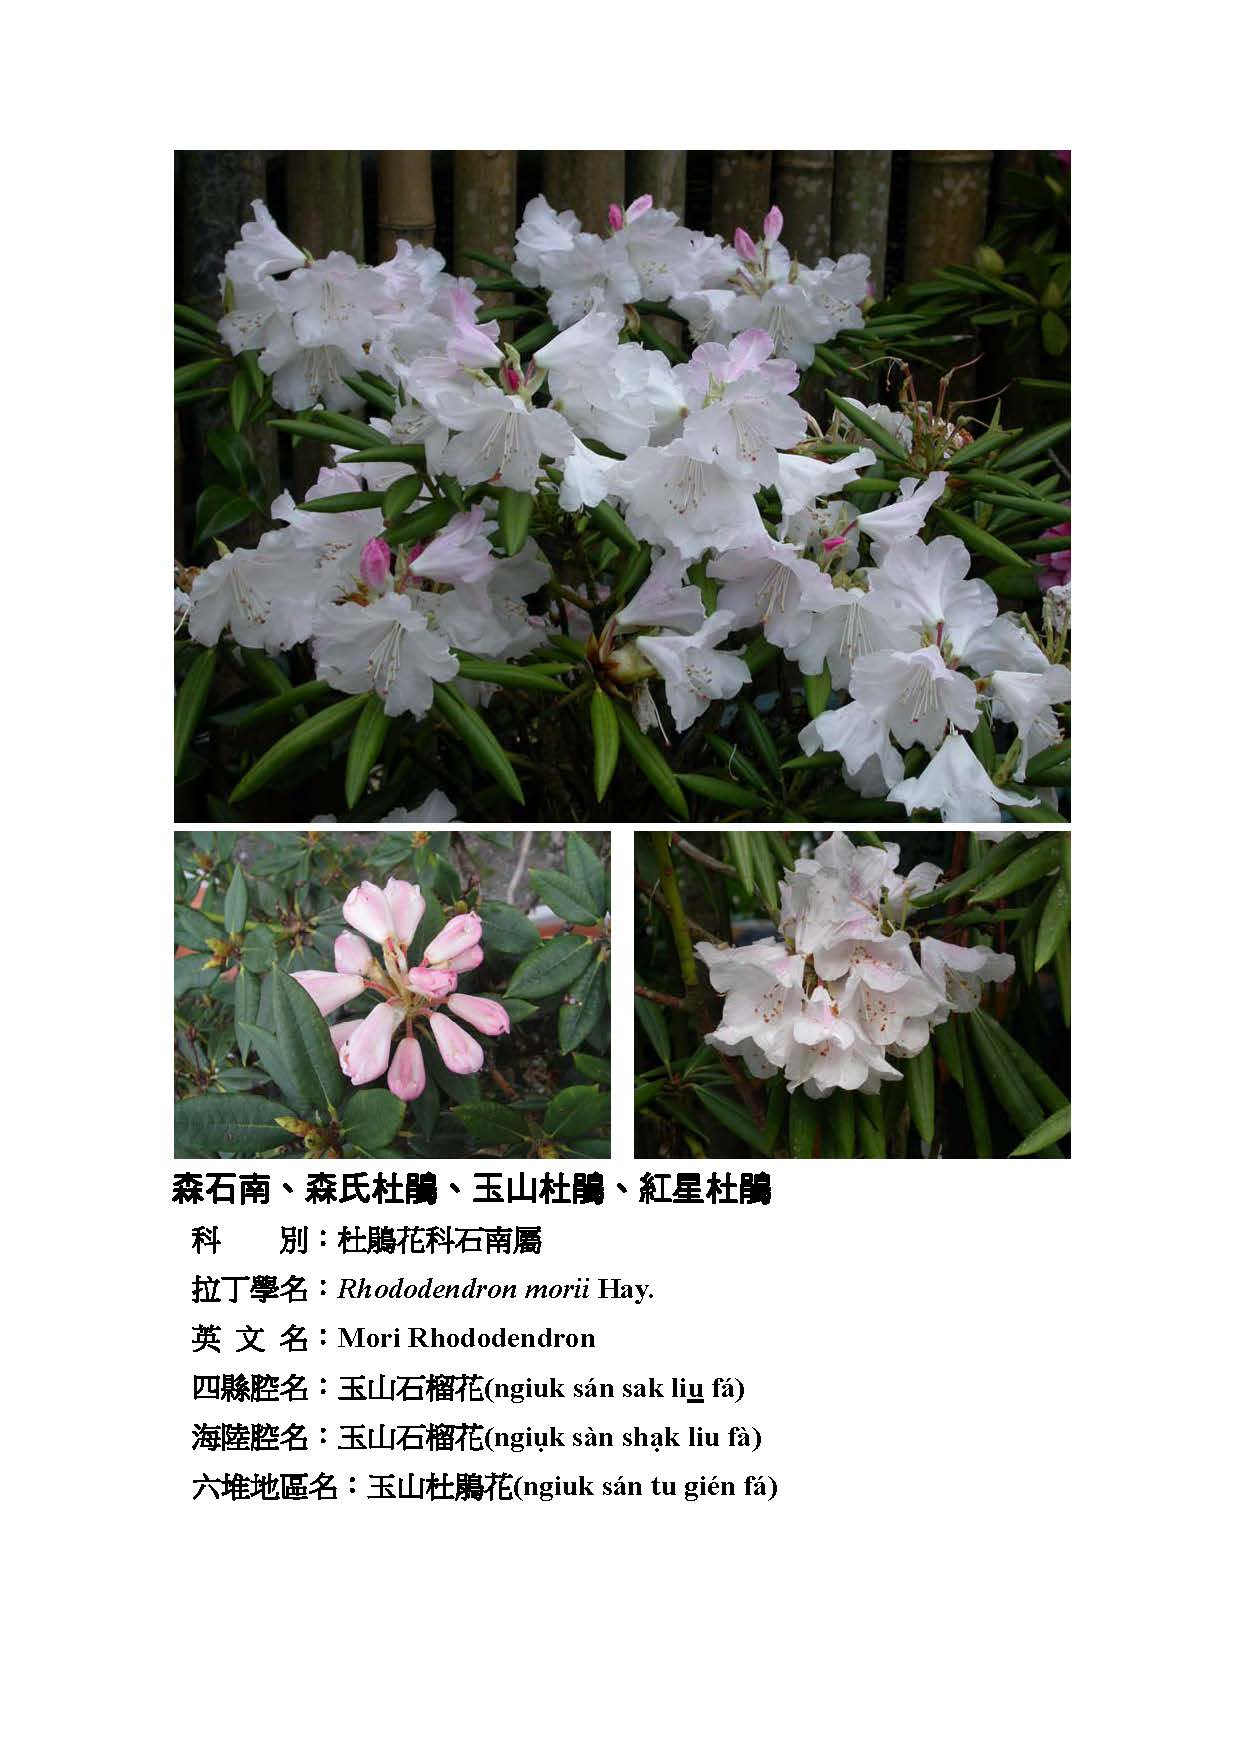 森石南、森氏杜鵑、玉山杜鵑、紅星杜鵑
科　　別：杜鵑花科石南屬
拉丁學名：Rhododendron morii Hay.
英 文 名：Mori Rhododendron
四縣腔名：玉山石榴花(ngiuk sán sak liu fá)
海陸腔名：玉山石榴花(ngiụk sàn shạk liu fà)
六堆地區名：玉山杜鵑花(ngiuk sán tu gién fá)